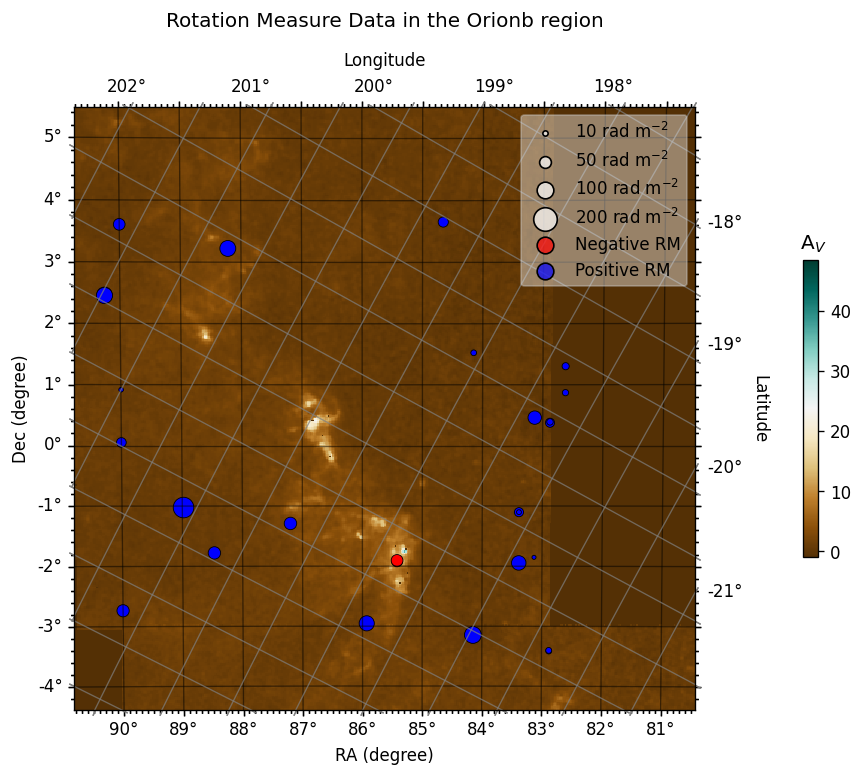 Rotation Measure Data in the Orionb region
Longitude
202° 201° 200° 199° 198°
10 rad m⁻²
50 rad m⁻²
100 rad m⁻²
200 rad m⁻²
Negative RM
Positive RM
5°
4°
3°
2°
1°
0°
-1°
-2°
-3°
-4°
Dec (degree)
-18°
-19°
-20°
-21°
Latitude
A_V
40
30
20
10
0
90° 89° 88° 87° 86° 85° 84° 83° 82° 81°
RA (degree)